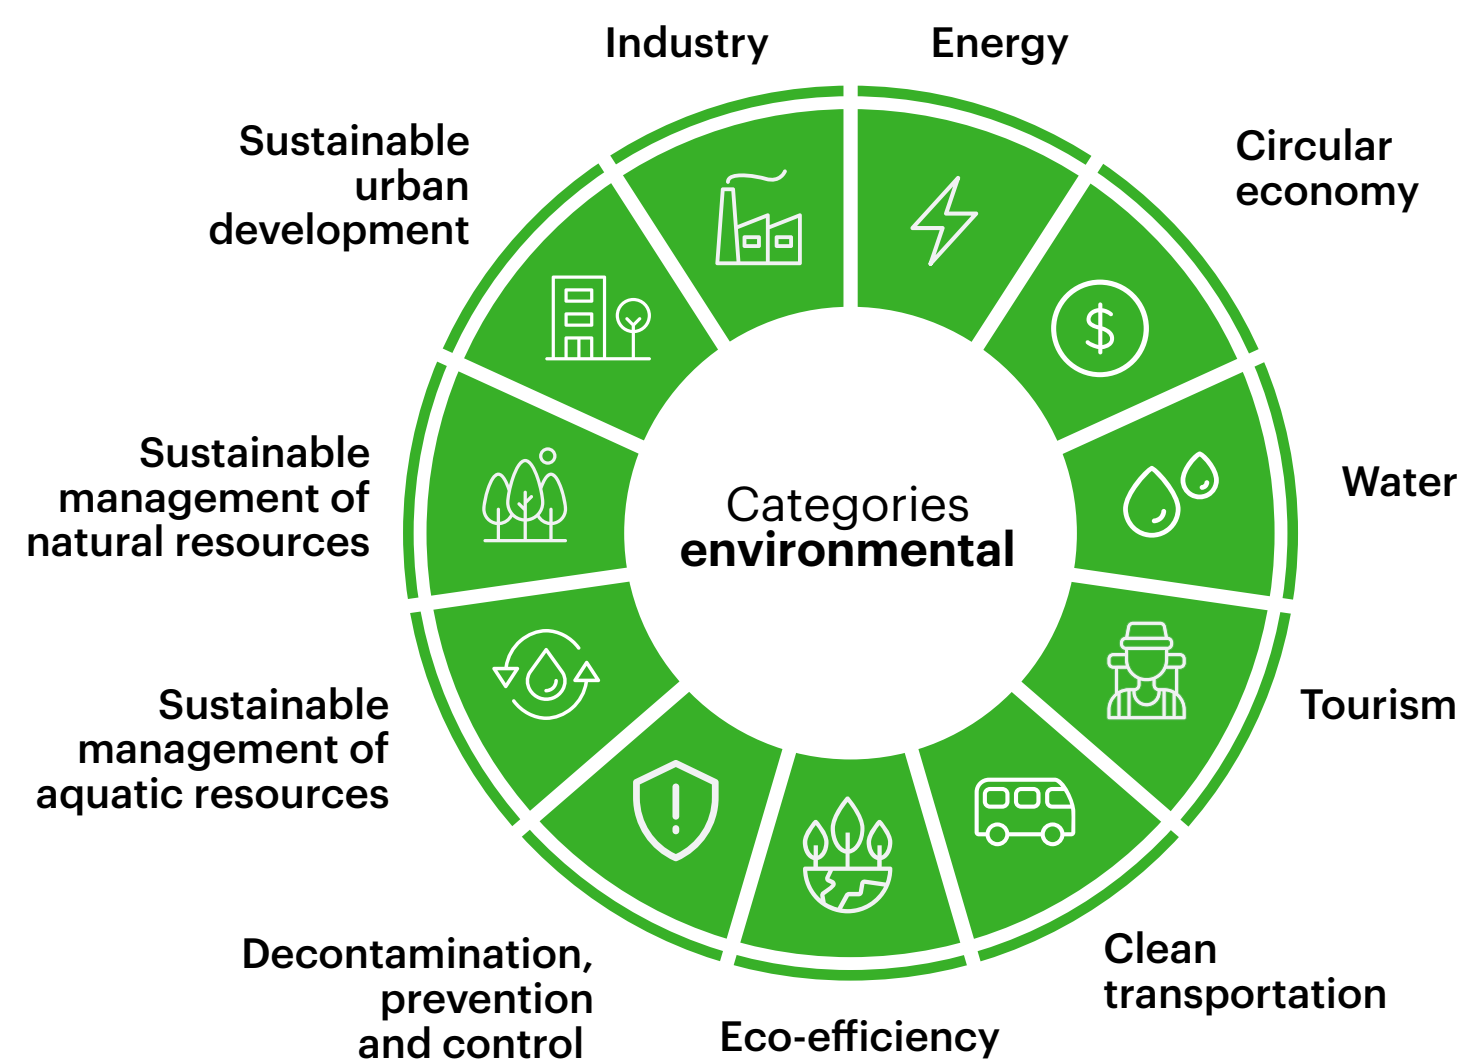 Industry
Energy
Circular
economy
Water
Tourism
Clean
transportation
Eco-efficiency
Decontamination,
prevention
and control
Sustainable
management of
aquatic resources
Sustainable
management of
natural resources
Sustainable
urban
development
Categories
environmental
$
!